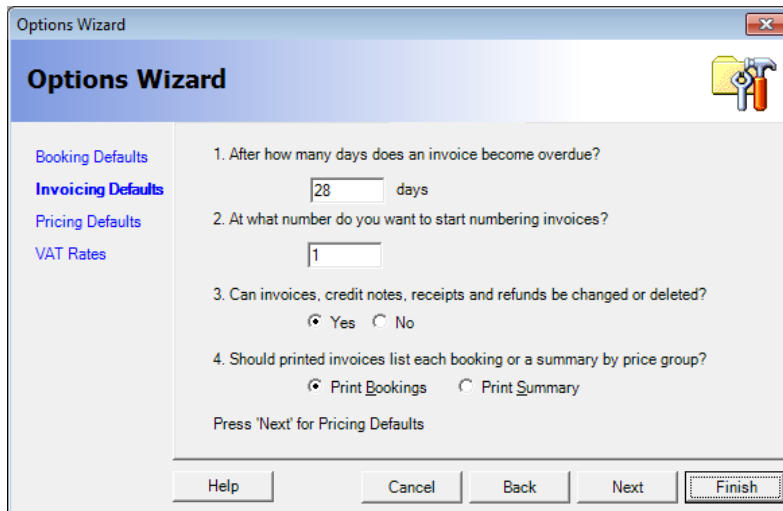 Options Wizard
Options Wizard
Booking Defaults
Invoicing Defaults
Pricing Defaults
VAT Rates
1. After how many days does an invoice become overdue?
28 days
2. At what number do you want to start numbering invoices?
1
3. Can invoices, credit notes, receipts and refunds be changed or deleted?
Yes No
4. Should printed invoices list each booking or a summary by price group?
Print Bookings Print Summary
Press 'Next' for Pricing Defaults
Help Cancel Back Next Finish